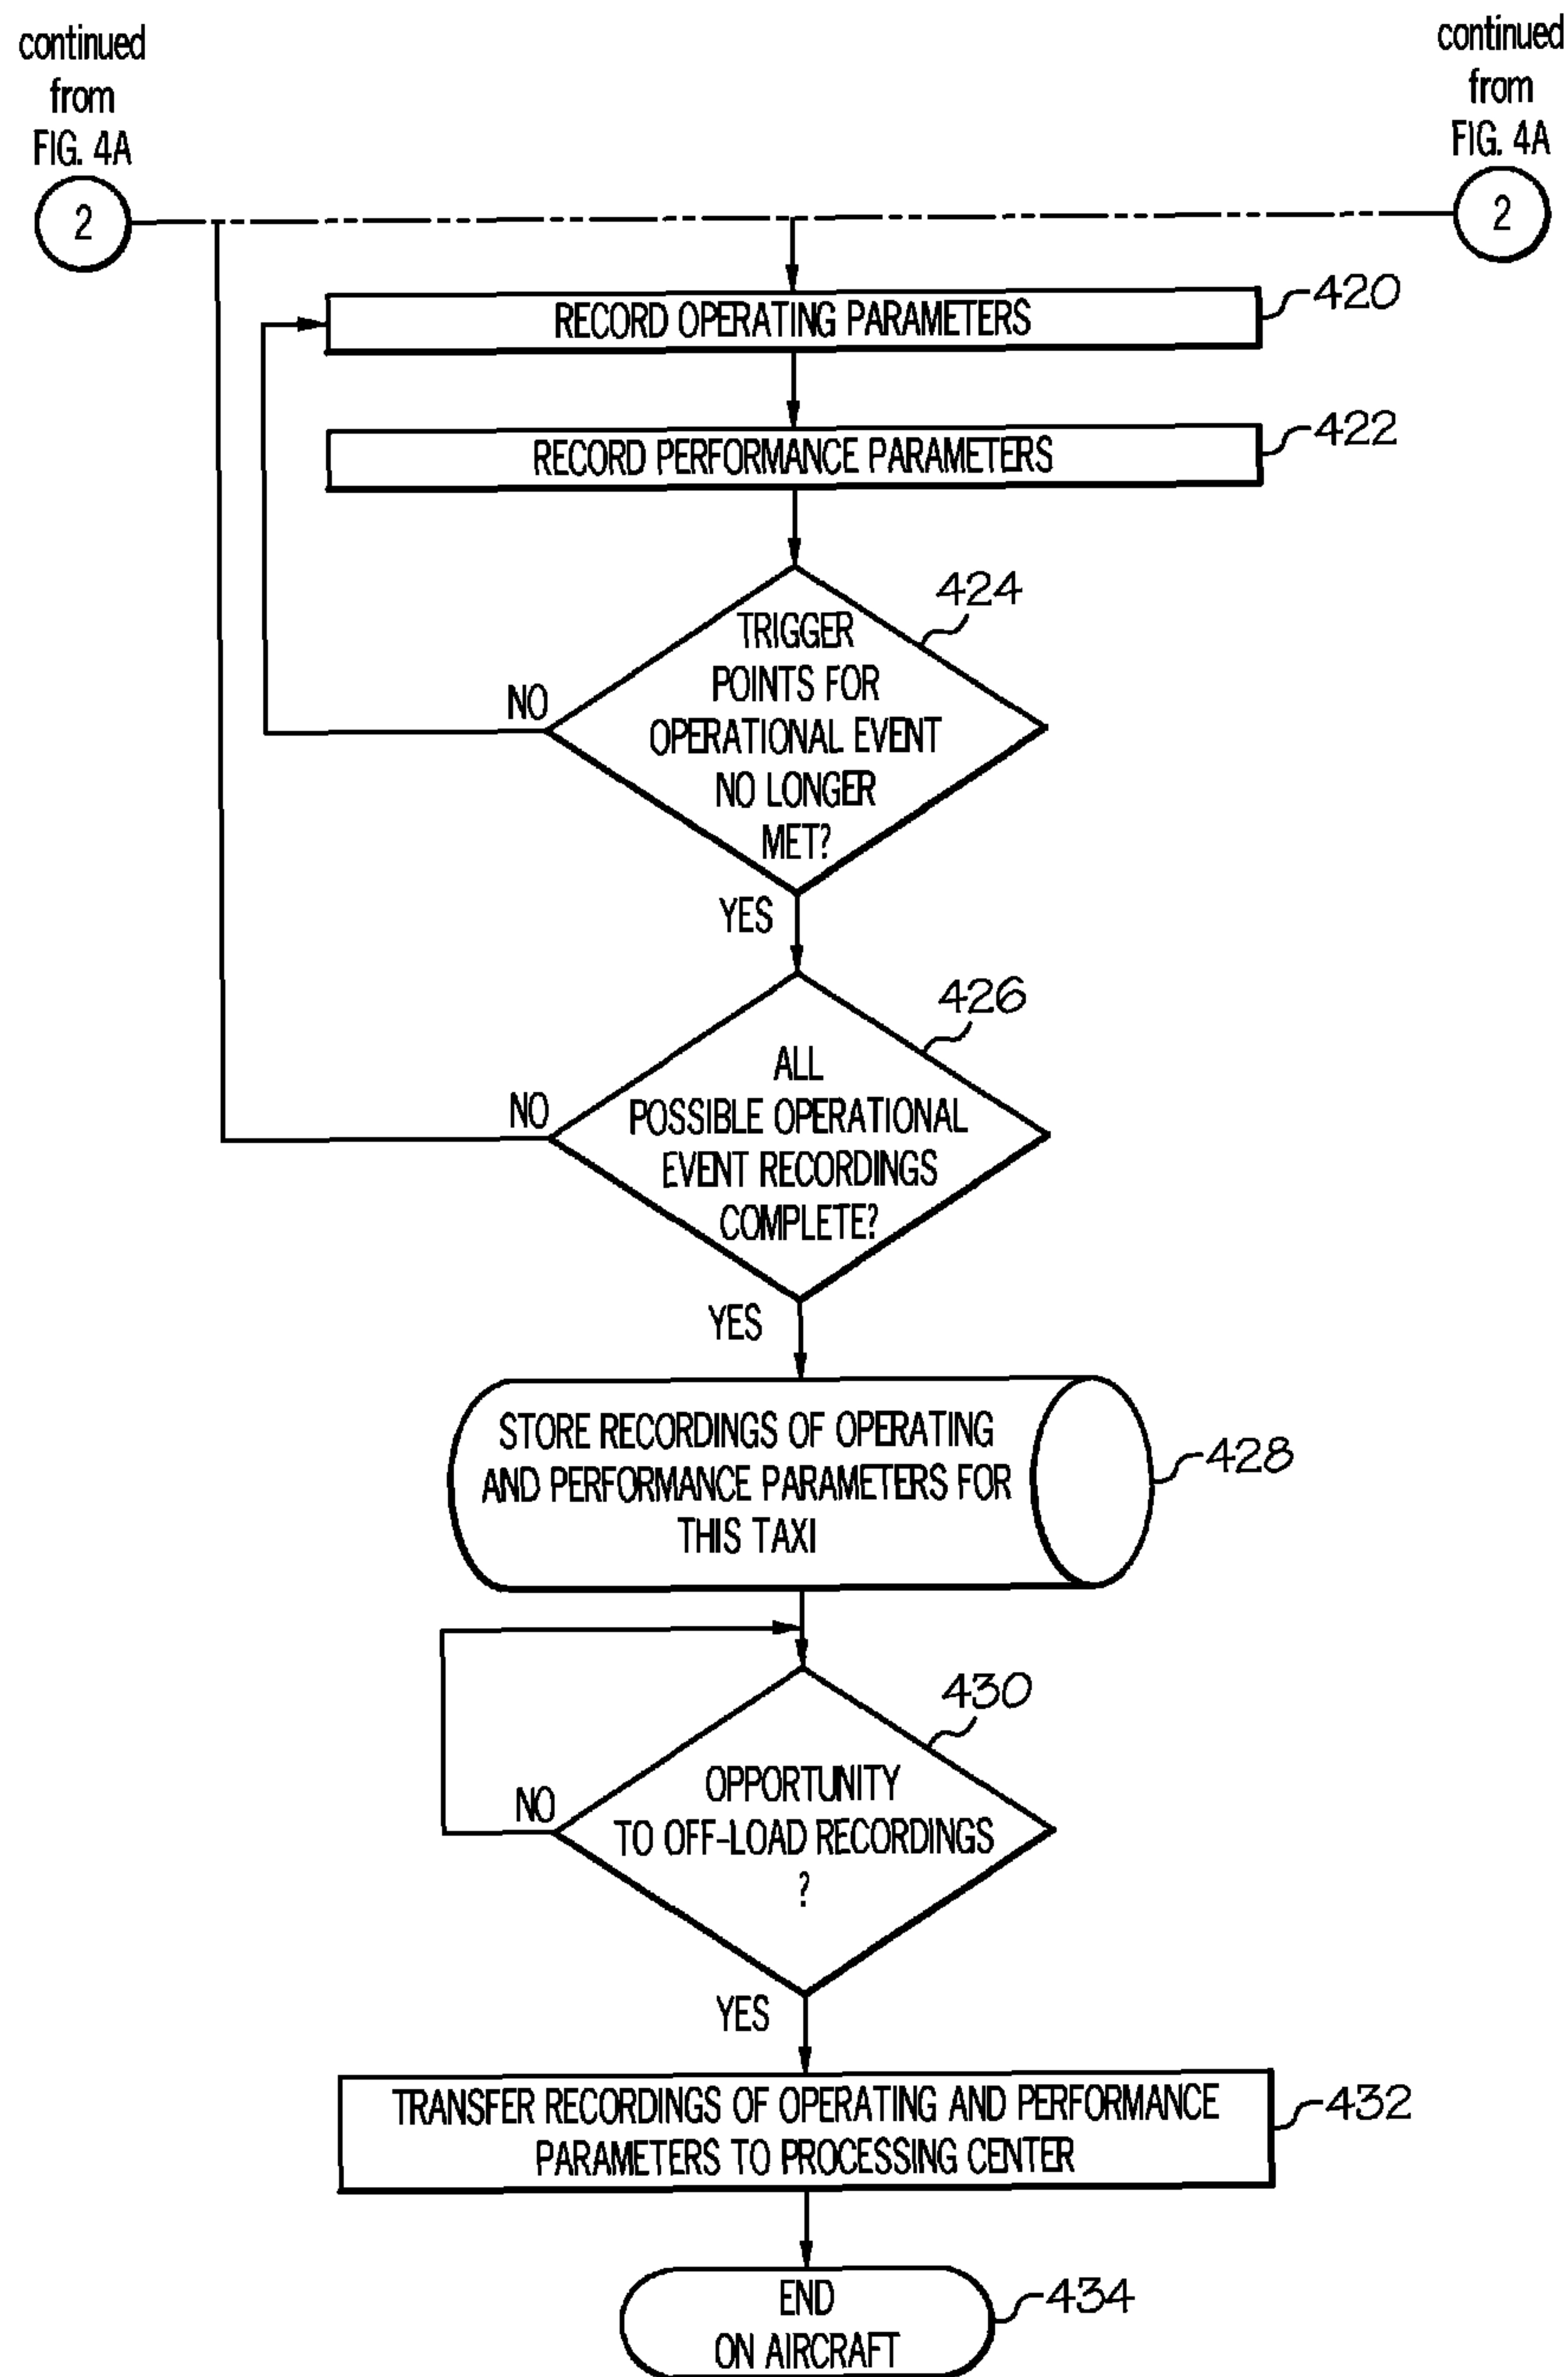 continued
from
FIG. 4A
2
continued
from
FIG. 4A
2
RECORD OPERATING PARAMETERS
420
RECORD PERFORMANCE PARAMETERS
422
424
TRIGGER
POINTS FOR
OPERATIONAL EVENT
NO LONGER
MET?
NO
YES
426
ALL
POSSIBLE OPERATIONAL
EVENT RECORDINGS
COMPLETE?
NO
YES
STORE RECORDINGS OF OPERATING
AND PERFORMANCE PARAMETERS FOR
THIS TAXI
428
430
OPPORTUNITY
TO OFF-LOAD RECORDINGS
?
NO
YES
TRANSFER RECORDINGS OF OPERATING AND PERFORMANCE
PARAMETERS TO PROCESSING CENTER
432
END
ON AIRCRAFT
434